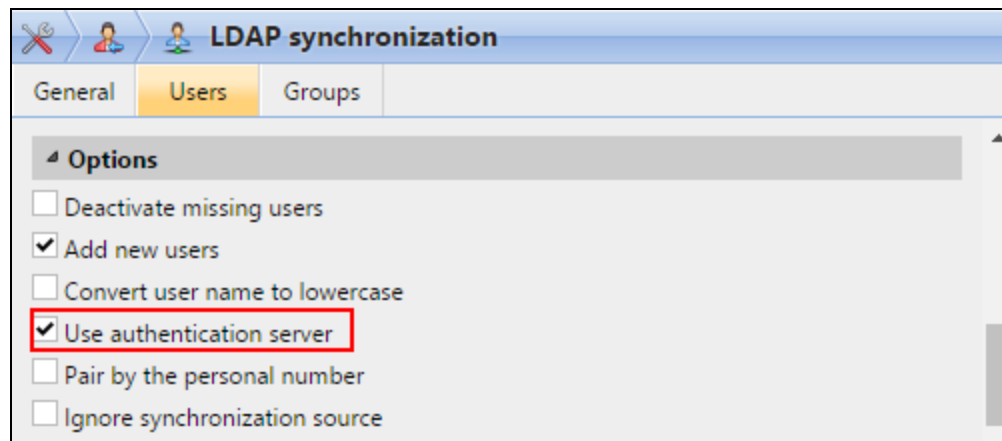 LDAP synchronization
General Users Groups
Options
Deactivate missing users
Add new users
Convert user name to lowercase
Use authentication server
Pair by the personal number
Ignore synchronization source